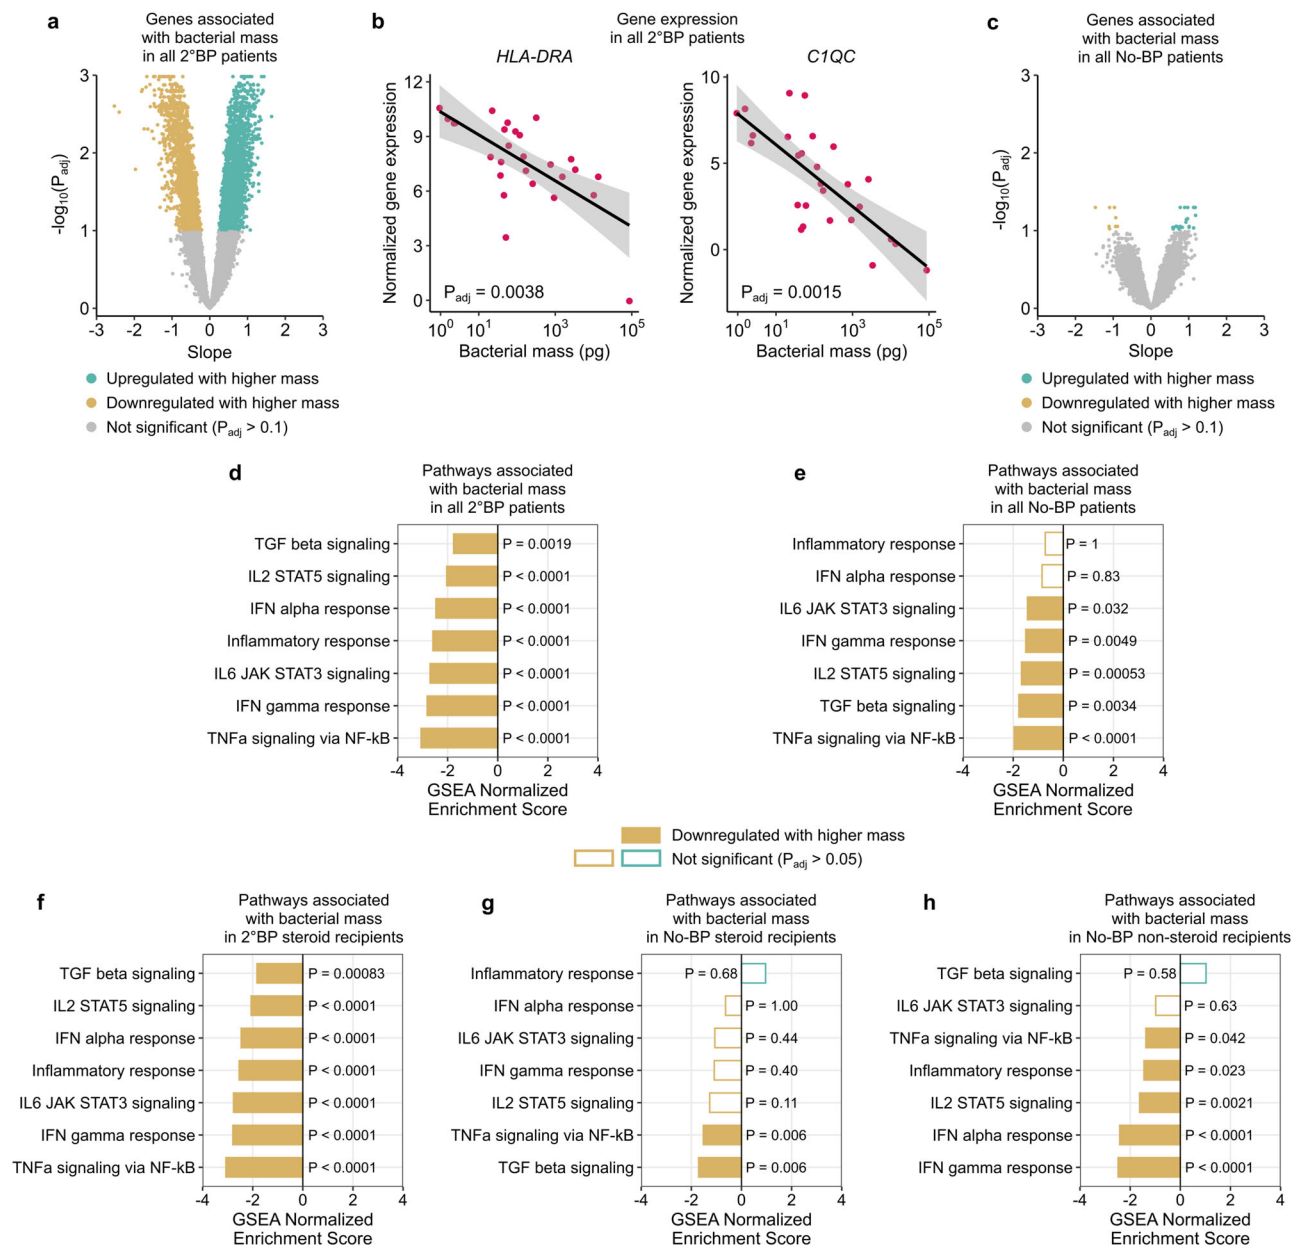 a
Genes associated
with bacterial mass
in all 2°BP patients
3
2
1
0
-log10(Padj)
-3 -2 -1 0 1 2 3
Slope
Upregulated with higher mass
Downregulated with higher mass
Not significant (Padj > 0.1)
b
Gene expression
in all 2°BP patients
HLA-DRA
12
9
6
3
0
Normalized gene expression
Padj = 0.0038
10^0 10^1 10^3 10^5
Bacterial mass (pg)
C1QC
10
5
0
Normalized gene expression
Padj = 0.0015
10^0 10^1 10^3 10^5
Bacterial mass (pg)
c
Genes associated
with bacterial mass
in all No-BP patients
3
2
1
0
-log10(Padj)
-3 -2 -1 0 1 2 3
Slope
Upregulated with higher mass
Downregulated with higher mass
Not significant (Padj > 0.1)
d
Pathways associated
with bacterial mass
in all 2°BP patients
TGF beta signaling P = 0.0019
IL2 STAT5 signaling P < 0.0001
IFN alpha response P < 0.0001
Inflammatory response P < 0.0001
IL6 JAK STAT3 signaling P < 0.0001
IFN gamma response P < 0.0001
TNFa signaling via NF-kB P < 0.0001
-4 -2 0 2 4
GSEA Normalized
Enrichment Score
e
Pathways associated
with bacterial mass
in all No-BP patients
Inflammatory response P = 1
IFN alpha response P = 0.83
IL6 JAK STAT3 signaling P = 0.032
IFN gamma response P = 0.0049
IL2 STAT5 signaling P = 0.00053
TGF beta signaling P = 0.0034
TNFa signaling via NF-kB P < 0.0001
-4 -2 0 2 4
GSEA Normalized
Enrichment Score
Downregulated with higher mass
Not significant (Padj > 0.05)
f
Pathways associated
with bacterial mass
in 2°BP steroid recipients
TGF beta signaling P = 0.00083
IL2 STAT5 signaling P < 0.0001
IFN alpha response P < 0.0001
Inflammatory response P < 0.0001
IL6 JAK STAT3 signaling P < 0.0001
IFN gamma response P < 0.0001
TNFa signaling via NF-kB P < 0.0001
-4 -2 0 2 4
GSEA Normalized
Enrichment Score
g
Pathways associated
with bacterial mass
in No-BP steroid recipients
Inflammatory response P = 0.68
IFN alpha response P = 1.00
IL6 JAK STAT3 signaling P = 0.44
IFN gamma response P = 0.40
IL2 STAT5 signaling P = 0.11
TNFa signaling via NF-kB P = 0.006
TGF beta signaling P = 0.006
-4 -2 0 2 4
GSEA Normalized
Enrichment Score
h
Pathways associated
with bacterial mass
in No-BP non-steroid recipients
TGF beta signaling P = 0.58
IL6 JAK STAT3 signaling P = 0.63
TNFa signaling via NF-kB P = 0.042
Inflammatory response P = 0.023
IL2 STAT5 signaling P = 0.0021
IFN alpha response P < 0.0001
IFN gamma response P < 0.0001
-4 -2 0 2 4
GSEA Normalized
Enrichment Score